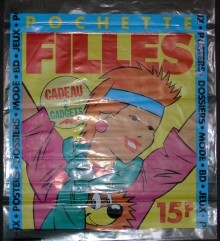 POCHETTE
FILLES
CADEAU
GADGETS
15F
JEUX • BD • MODE • DOSSIERS • POSTERS
POSTERS • DOSSIERS • MODE • BD • JEUX